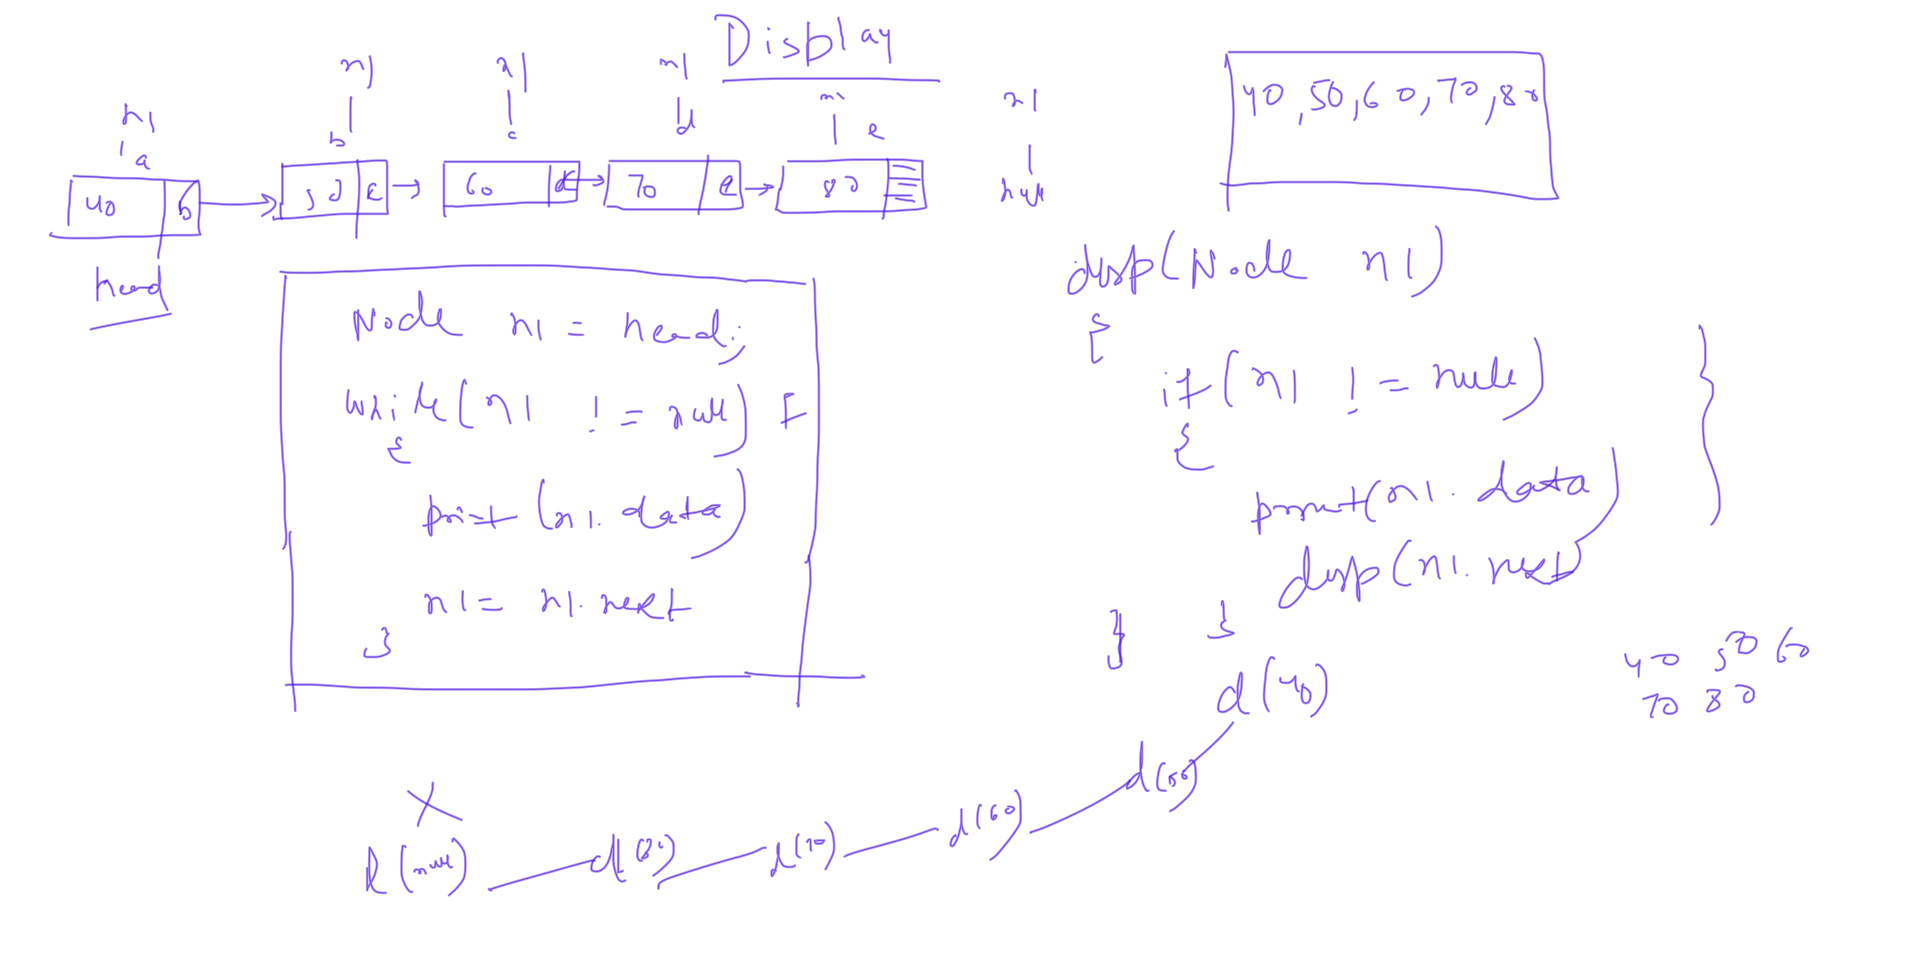 Display
n1 n1 n1 n1 n1 n1
a b c d e null
40 b 50 c 60 d 70 e 80
head
40, 50, 60, 70, 80
Node n1 = head;
while(n1 != null)
{
print(n1.data)
n1 = n1.next
}
disp(Node n1)
{
if(n1 != null)
{
print(n1.data)
disp(n1.next)
}
}
}
40 50 60
70 80
d(40)
d(50)
d(60)
d(70)
d(80)
d(null)
X